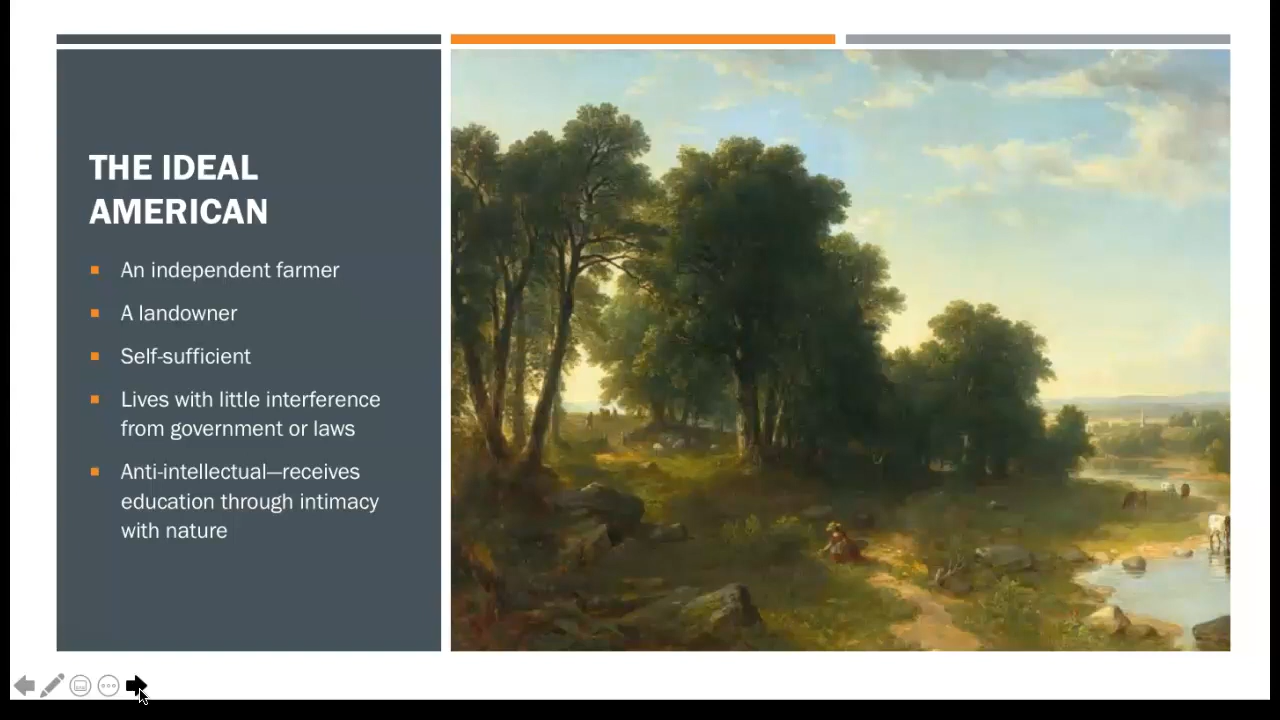 THE IDEAL
AMERICAN
An independent farmer
A landowner
Self-sufficient
Lives with little interference
from government or laws
Anti-intellectual—receives
education through intimacy
with nature